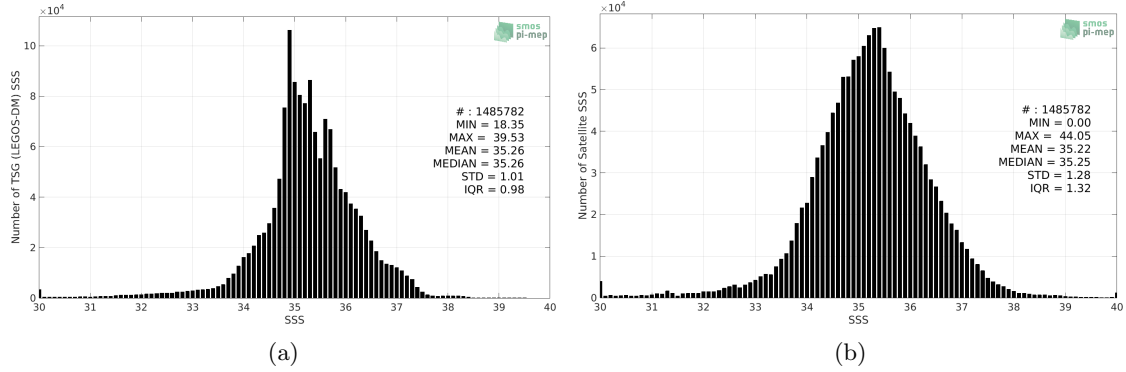 ×10⁴
Number of TSG (LEGOS-DM) SSS
10
8
6
4
2
0
smos
pi-mep
# : 1485782
MIN = 18.35
MAX = 39.53
MEAN = 35.26
MEDIAN = 35.26
STD = 1.01
IQR = 0.98
30 31 32 33 34 35 36 37 38 39 40
SSS
(a)
×10⁴
Number of Satellite SSS
6
5
4
3
2
1
0
smos
pi-mep
# : 1485782
MIN = 0.00
MAX = 44.05
MEAN = 35.22
MEDIAN = 35.25
STD = 1.28
IQR = 1.32
30 31 32 33 34 35 36 37 38 39 40
SSS
(b)